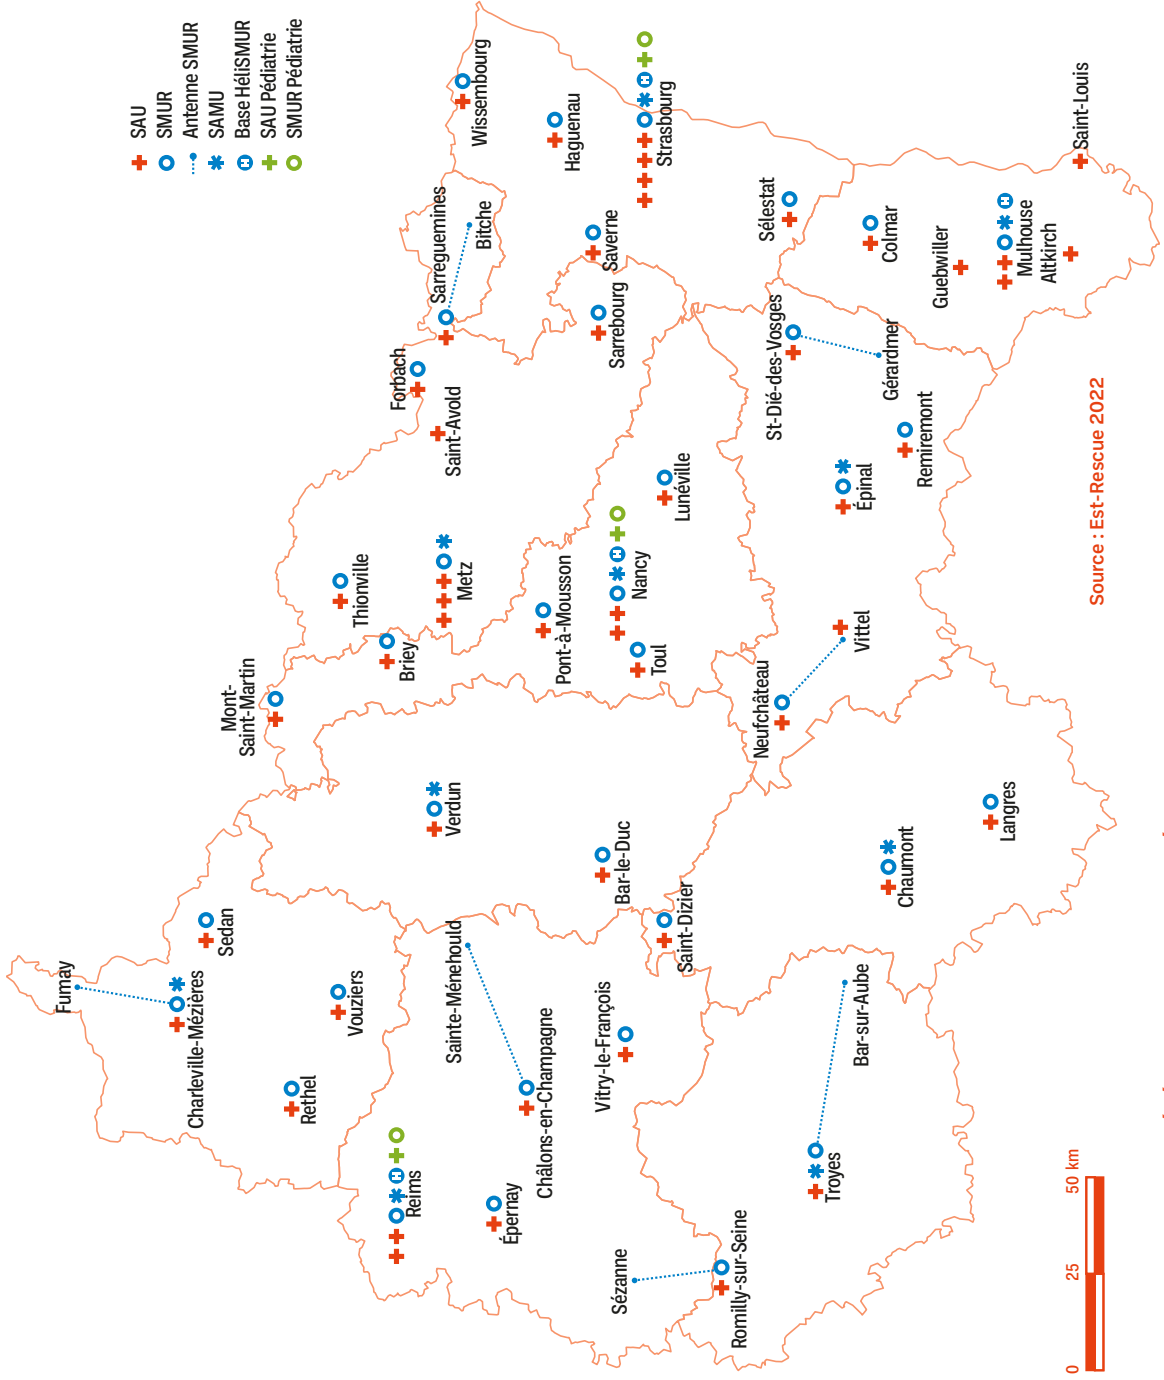 SAU
SMUR
Antenne SMUR
SAMU
Base HéliSMUR
SAU Pédiatrie
SMUR Pédiatrie
Fumay
Charleville-Mézières
Sedan
Rethel
Vouziers
Mont-
Saint-Martin
Briey
Thionville
Metz
Forbach
Saint-Avold
Sarreguemines
Bitche
Wissembourg
Haguenau
Strasbourg
Saverne
Sarrebourg
Reims
Épernay
Châlons-en-Champagne
Sainte-Ménehould
Vitry-le-François
Verdun
Bar-le-Duc
Saint-Dizier
Pont-à-Mousson
Nancy
Toul
Lunéville
Sézanne
Romilly-sur-Seine
Troyes
Bar-sur-Aube
Chaumont
Langres
Neufchâteau
Vittel
Épinal
St-Dié-des-Vosges
Gérardmer
Remiremont
Sélestat
Colmar
Guebwiller
Mulhouse
Altkirch
Saint-Louis
0 25 50 km
Source : Est-Rescue 2022